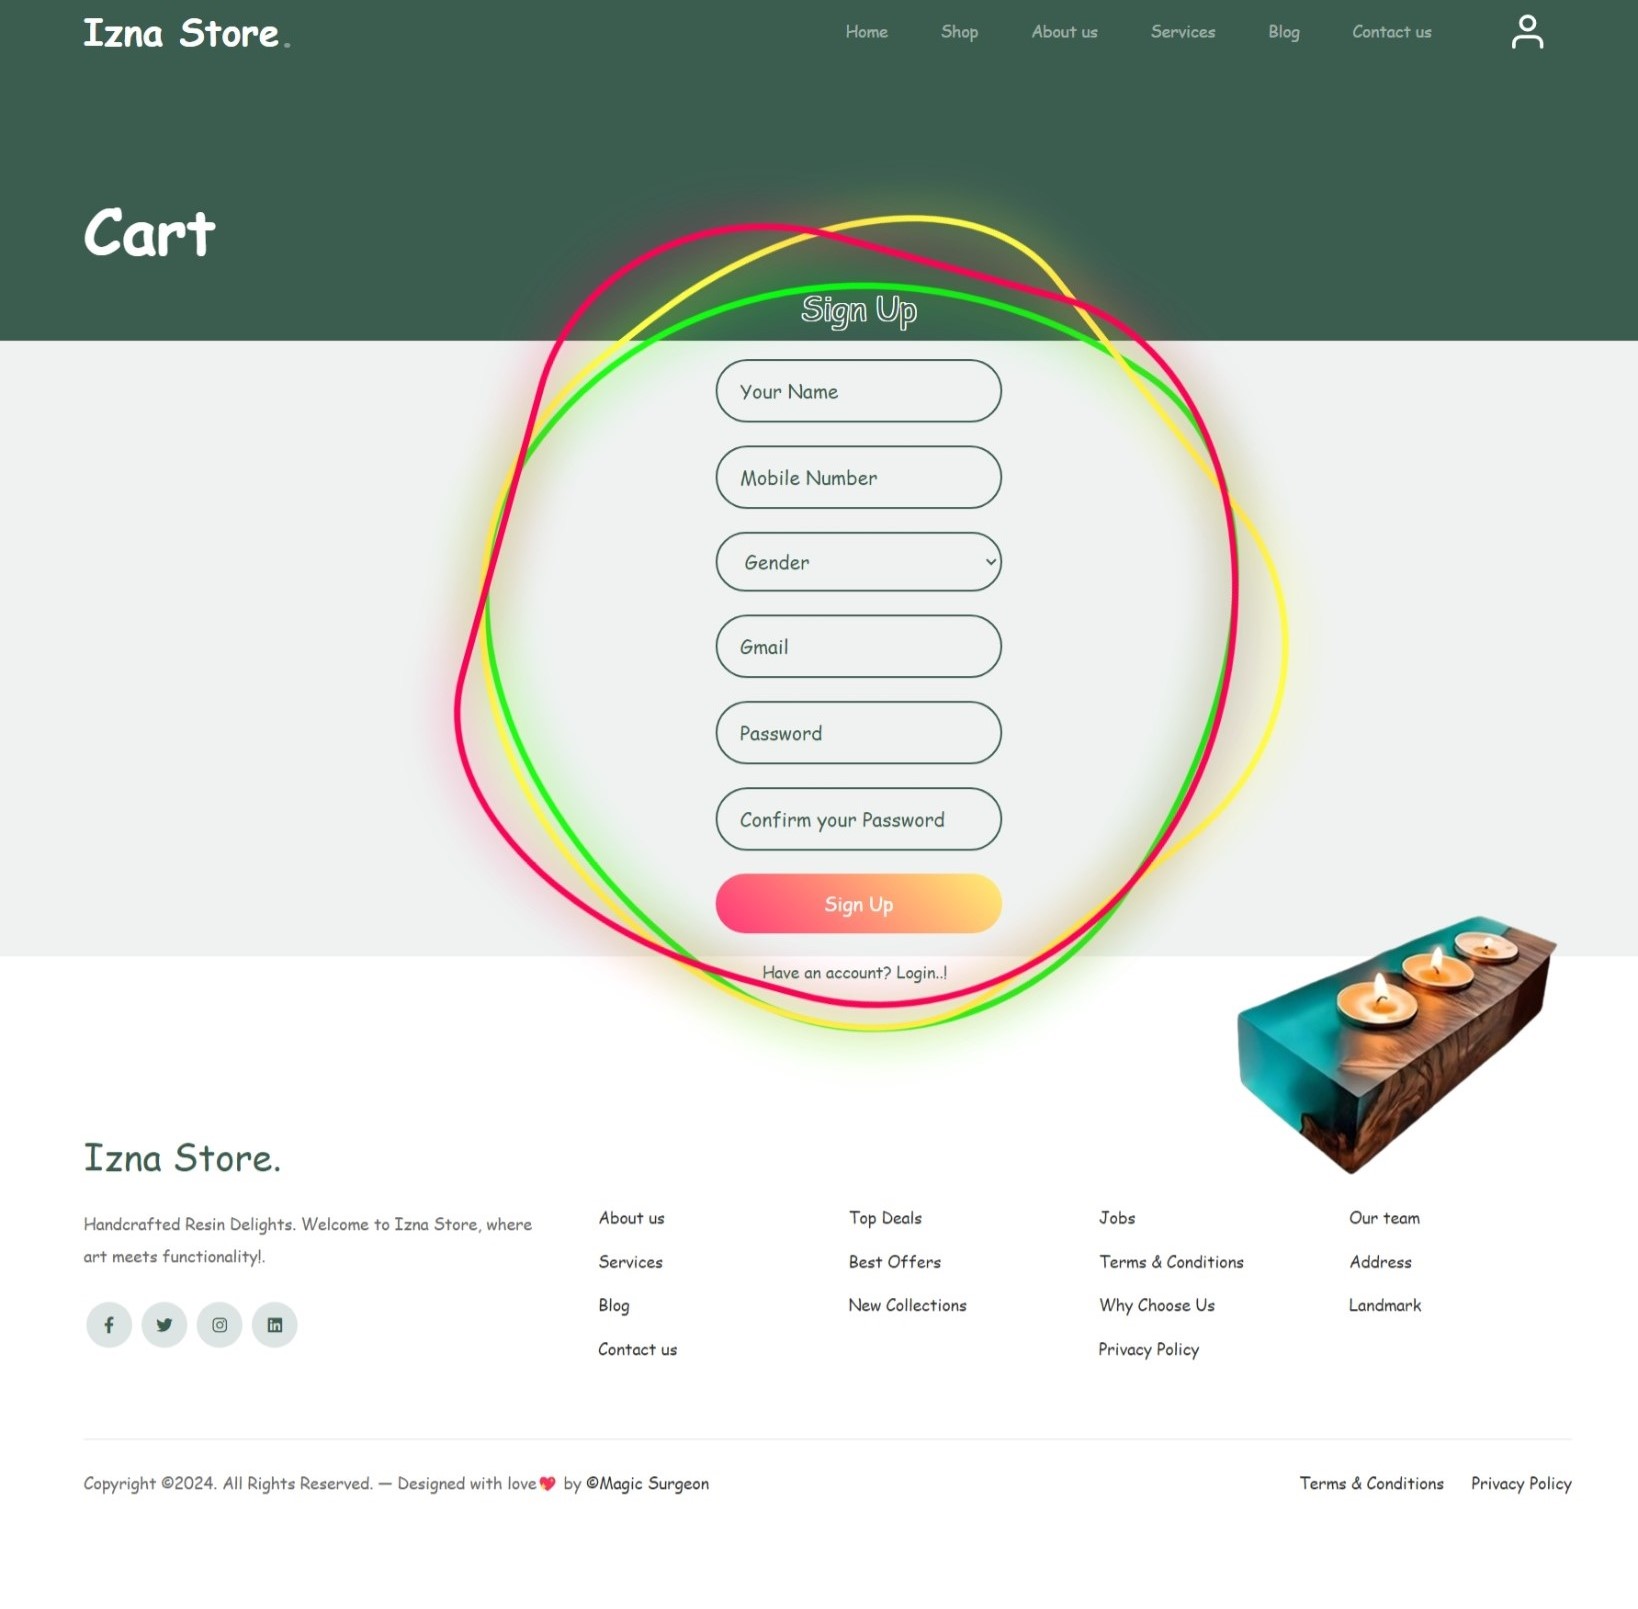 Izna Store.
Home Shop About us Services Blog Contact us
Cart
Sign Up
Your Name
Mobile Number
Gender
Gmail
Password
Confirm your Password
Sign Up
Have an account? Login..!
Izna Store.
Handcrafted Resin Delights. Welcome to Izna Store, where
art meets functionality!.
About us
Services
Blog
Contact us
Top Deals
Best Offers
New Collections
Jobs
Terms & Conditions
Why Choose Us
Privacy Policy
Our team
Address
Landmark
Copyright ©2024. All Rights Reserved. — Designed with love💖 by ©Magic Surgeon
Terms & Conditions Privacy Policy